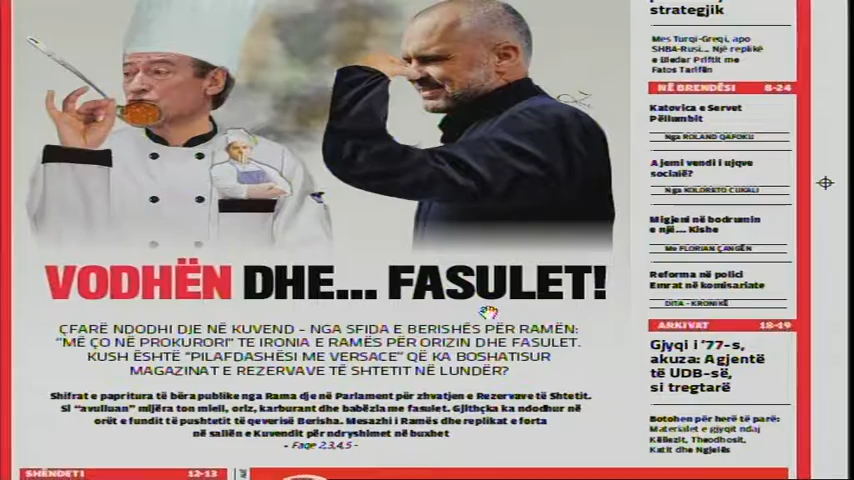 VODHËN DHE... FASULET!
ÇFARË NDODHI DJE NË KUVEND - NGA SFIDA E BERISHËS PËR RAMËN:
"MË ÇO NË PROKURORI" TE IRONIA E RAMËS PËR ORIZIN DHE FASULET.
KUSH ËSHTË "PILAFDASHËSI ME VERSACE" QË KA BOSHATISUR
MAGAZINAT E REZERVAVE TË SHTETIT NË LUNDËR?
Shifrat e papritura të bëra publike nga Rama dje në Parlament për zhvatjen e Rezervave të Shtetit.
Si "avulluan" mijëra ton miell, oriz, karburant dhe babëzia me fasulet. Gjithçka ka ndodhur në
orët e fundit të pushtetit të qeverisë Berisha. Mesazhi i Ramës dhe replikat e forta
në sallën e Kuvendit për ndryshimet në buxhet
- Faqe 2,3,4,5 -
strategjik
Mes Turqi-Greqi, apo
SHBA-Rusi... Një replikë
e Bledar Priftit me
Fatos Tarifën
NË BRENDËSI 8-24
Katovica e Servet
Pëllumbit
Nga ROLAND QAFOKU
A jemi vendi i ujqve
socialë?
Nga KOLORETO CUKALI
Migjeni në bodrumin
e një... Kishe
Me FLORIAN ÇANGËN
Reforma në polici
Emrat në komisariate
DITA - KRONIKË
ARKIVAT 18-19
Gjyqi i '77-s,
akuza: Agjentë
të UDB-së,
si tregtarë
Botohen për herë të parë:
Materialet e gjyqit ndaj
Këllezit, Theodhosit,
Katit dhe Ngjelës
SHËNDETI 12-13